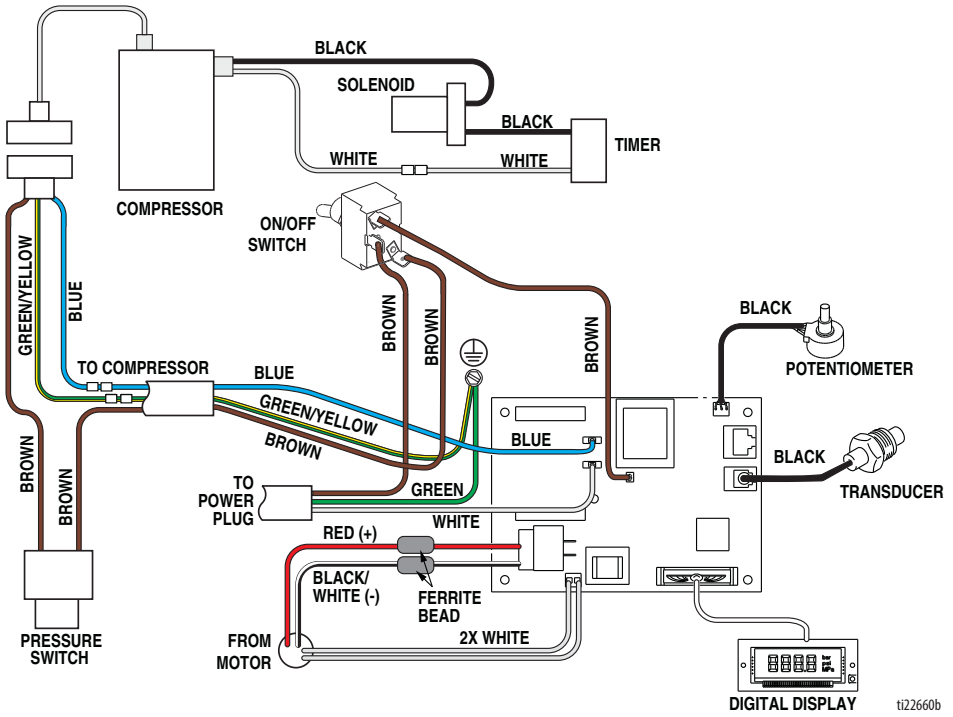 BLACK
SOLENOID
BLACK
TIMER
WHITE
WHITE
COMPRESSOR
ON/OFF
SWITCH
GREEN/YELLOW
BLUE
BROWN
BROWN
BROWN
BLACK
POTENTIOMETER
TO COMPRESSOR
BLUE
GREEN/YELLOW
BROWN
BLUE
BLACK
TRANSDUCER
BROWN
BROWN
TO
POWER
PLUG
GREEN
WHITE
RED (+)
BLACK/
WHITE (-)
FERRITE
BEAD
PRESSURE
SWITCH
FROM
MOTOR
2X WHITE
DIGITAL DISPLAY
ti22660b